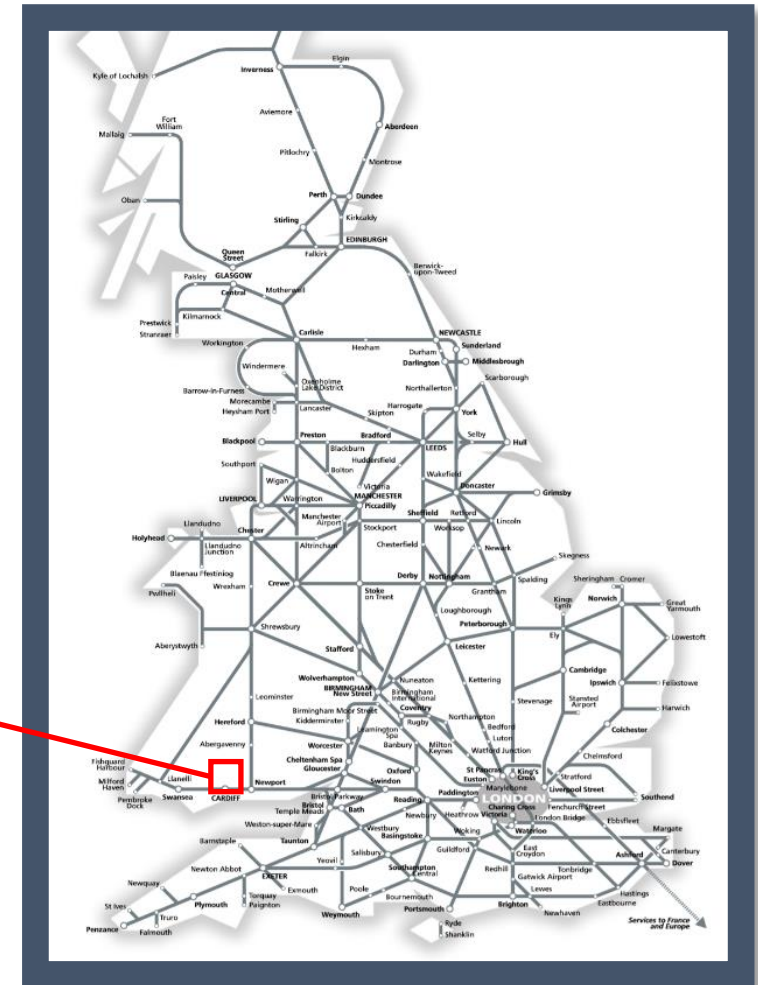 Elgin
Inverness
Kyle of Lochalsh
Aviemore
Fort
William
Mallaig
Aberdeen
Pitlochry
Montrose
Perth
Dundee
Oban
Stirling
Kirkcaldy
EDINBURGH
Queen
Street
Falkirk
GLASGOW
Central
Paisley
Motherwell
Berwick-
upon-Tweed
Kilmarnock
Prestwick
Stranraer
Carlisle
NEWCASTLE
Workington
Hexham
Durham
Sunderland
Darlington
Middlesbrough
Windermere
Oxenholme
Lake District
Northallerton
Scarborough
Barrow-in-Furness
Morecambe
Heysham Port
Lancaster
Harrogate
Skipton
York
Blackpool
Preston
Bradford
Selby
Hull
Blackburn
LEEDS
Huddersfield
Southport
Bolton
Wakefield
Wigan
Victoria
Doncaster
MANCHESTER
Piccadilly
Grimsby
LIVERPOOL
Warrington
Manchester
Airport
Sheffield
Retford
Lincoln
Llandudno
Stockport
Worksop
Holyhead
Chester
Llandudno
Junction
Altrincham
Chesterfield
Newark
Skegness
Blaenau Ffestiniog
Wrexham
Crewe
Derby
Nottingham
Spalding
Sheringham
Cromer
Pwllheli
Stoke
on Trent
Grantham
Kings
Lynn
Norwich
Great
Yarmouth
Loughborough
Peterborough
Shrewsbury
Ely
Lowestoft
Aberystwyth
Stafford
Leicester
Wolverhampton
Nuneaton
Kettering
Cambridge
BIRMINGHAM
New Street
Birmingham
International
Ipswich
Felixstowe
Leominster
Stevenage
Stansted
Airport
Birmingham Moor Street
Coventry
Harwich
Hereford
Kidderminster
Rugby
Northampton
Bedford
Colchester
Leamington
Spa
Abergavenny
Worcester
Banbury
Milton
Keynes
Luton
Watford Junction
Chelmsford
Cheltenham Spa
Gloucester
Fishguard
Harbour
Oxford
St Pancras
Euston
King's
Cross
Stratford
Milford
Haven
Llanelli
Newport
Swindon
Marylebone
Liverpool Street
Pembroke
Dock
Swansea
CARDIFF
Bristol Parkway
Paddington
LONDON
Fenchurch Street
Southend
Bristol
Temple Meads
Bath
Reading
Charing Cross
Newbury
Heathrow
Victoria
London Bridge
Ebbsfleet
Weston-super-Mare
Westbury
Basingstoke
Woking
Waterloo
Margate
Barnstaple
Taunton
Salisbury
Guildford
East
Croydon
Canterbury
Yeovil
Newton Abbot
Southampton
Central
Redhill
Gatwick Airport
Tonbridge
Ashford
Dover
Newquay
EXETER
Exmouth
Poole
Lewes
Hastings
Torquay
Paignton
Bournemouth
Eastbourne
St Ives
Plymouth
Weymouth
Portsmouth
Brighton
Newhaven
Truro
Penzance
Falmouth
Ryde
Shanklin
Services to France
and Europe